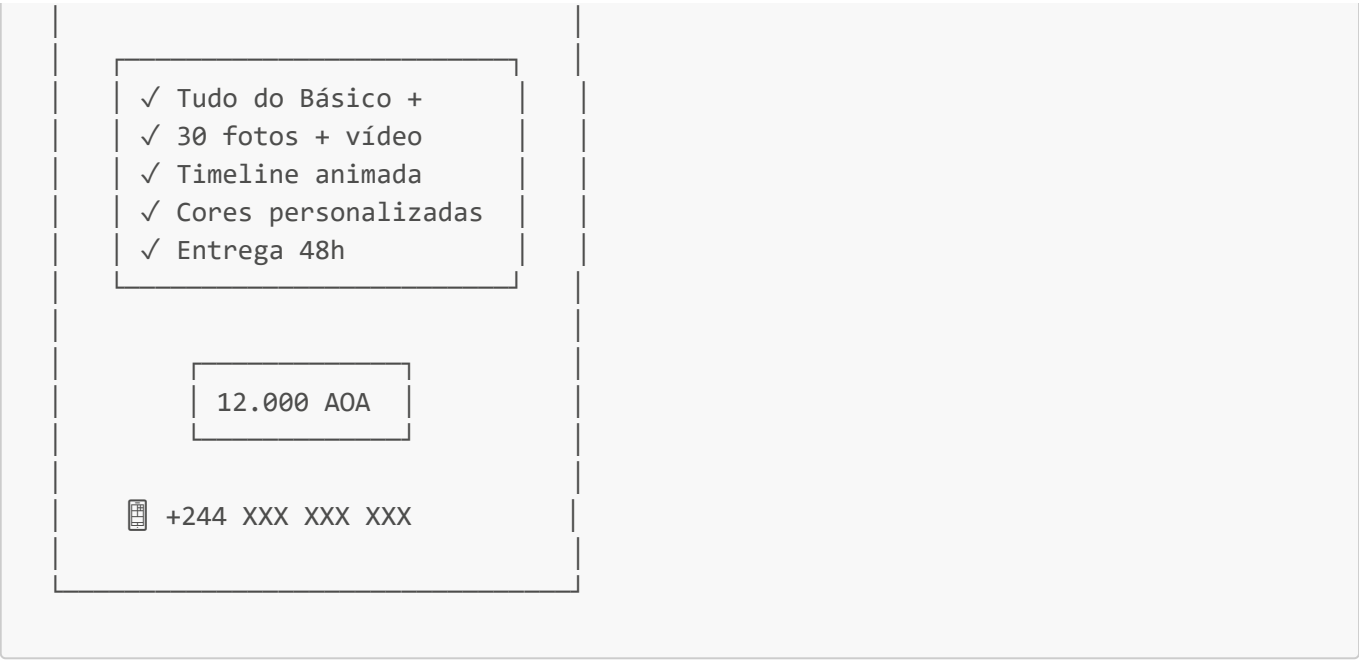 ✓ Tudo do Básico +
✓ 30 fotos + vídeo
✓ Timeline animada
✓ Cores personalizadas
✓ Entrega 48h
12.000 AOA
📱 +244 XXX XXX XXX